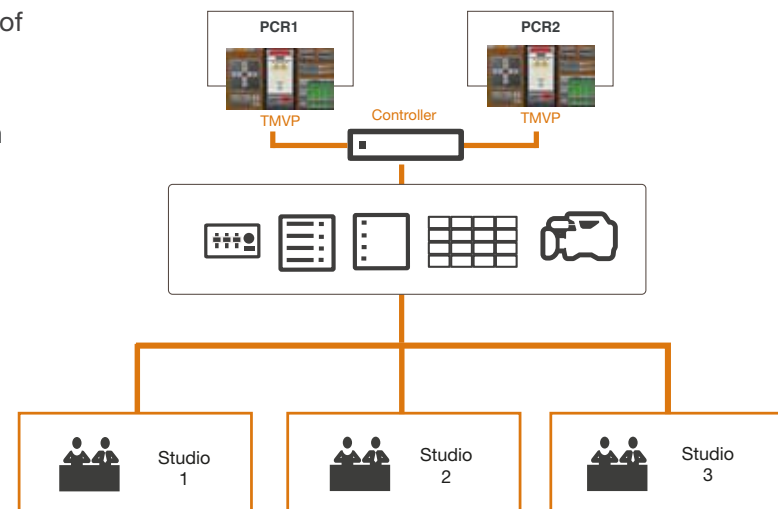 of
PCR1
PCR2
TMVP
Controller
TMVP
Studio
1
Studio
2
Studio
3